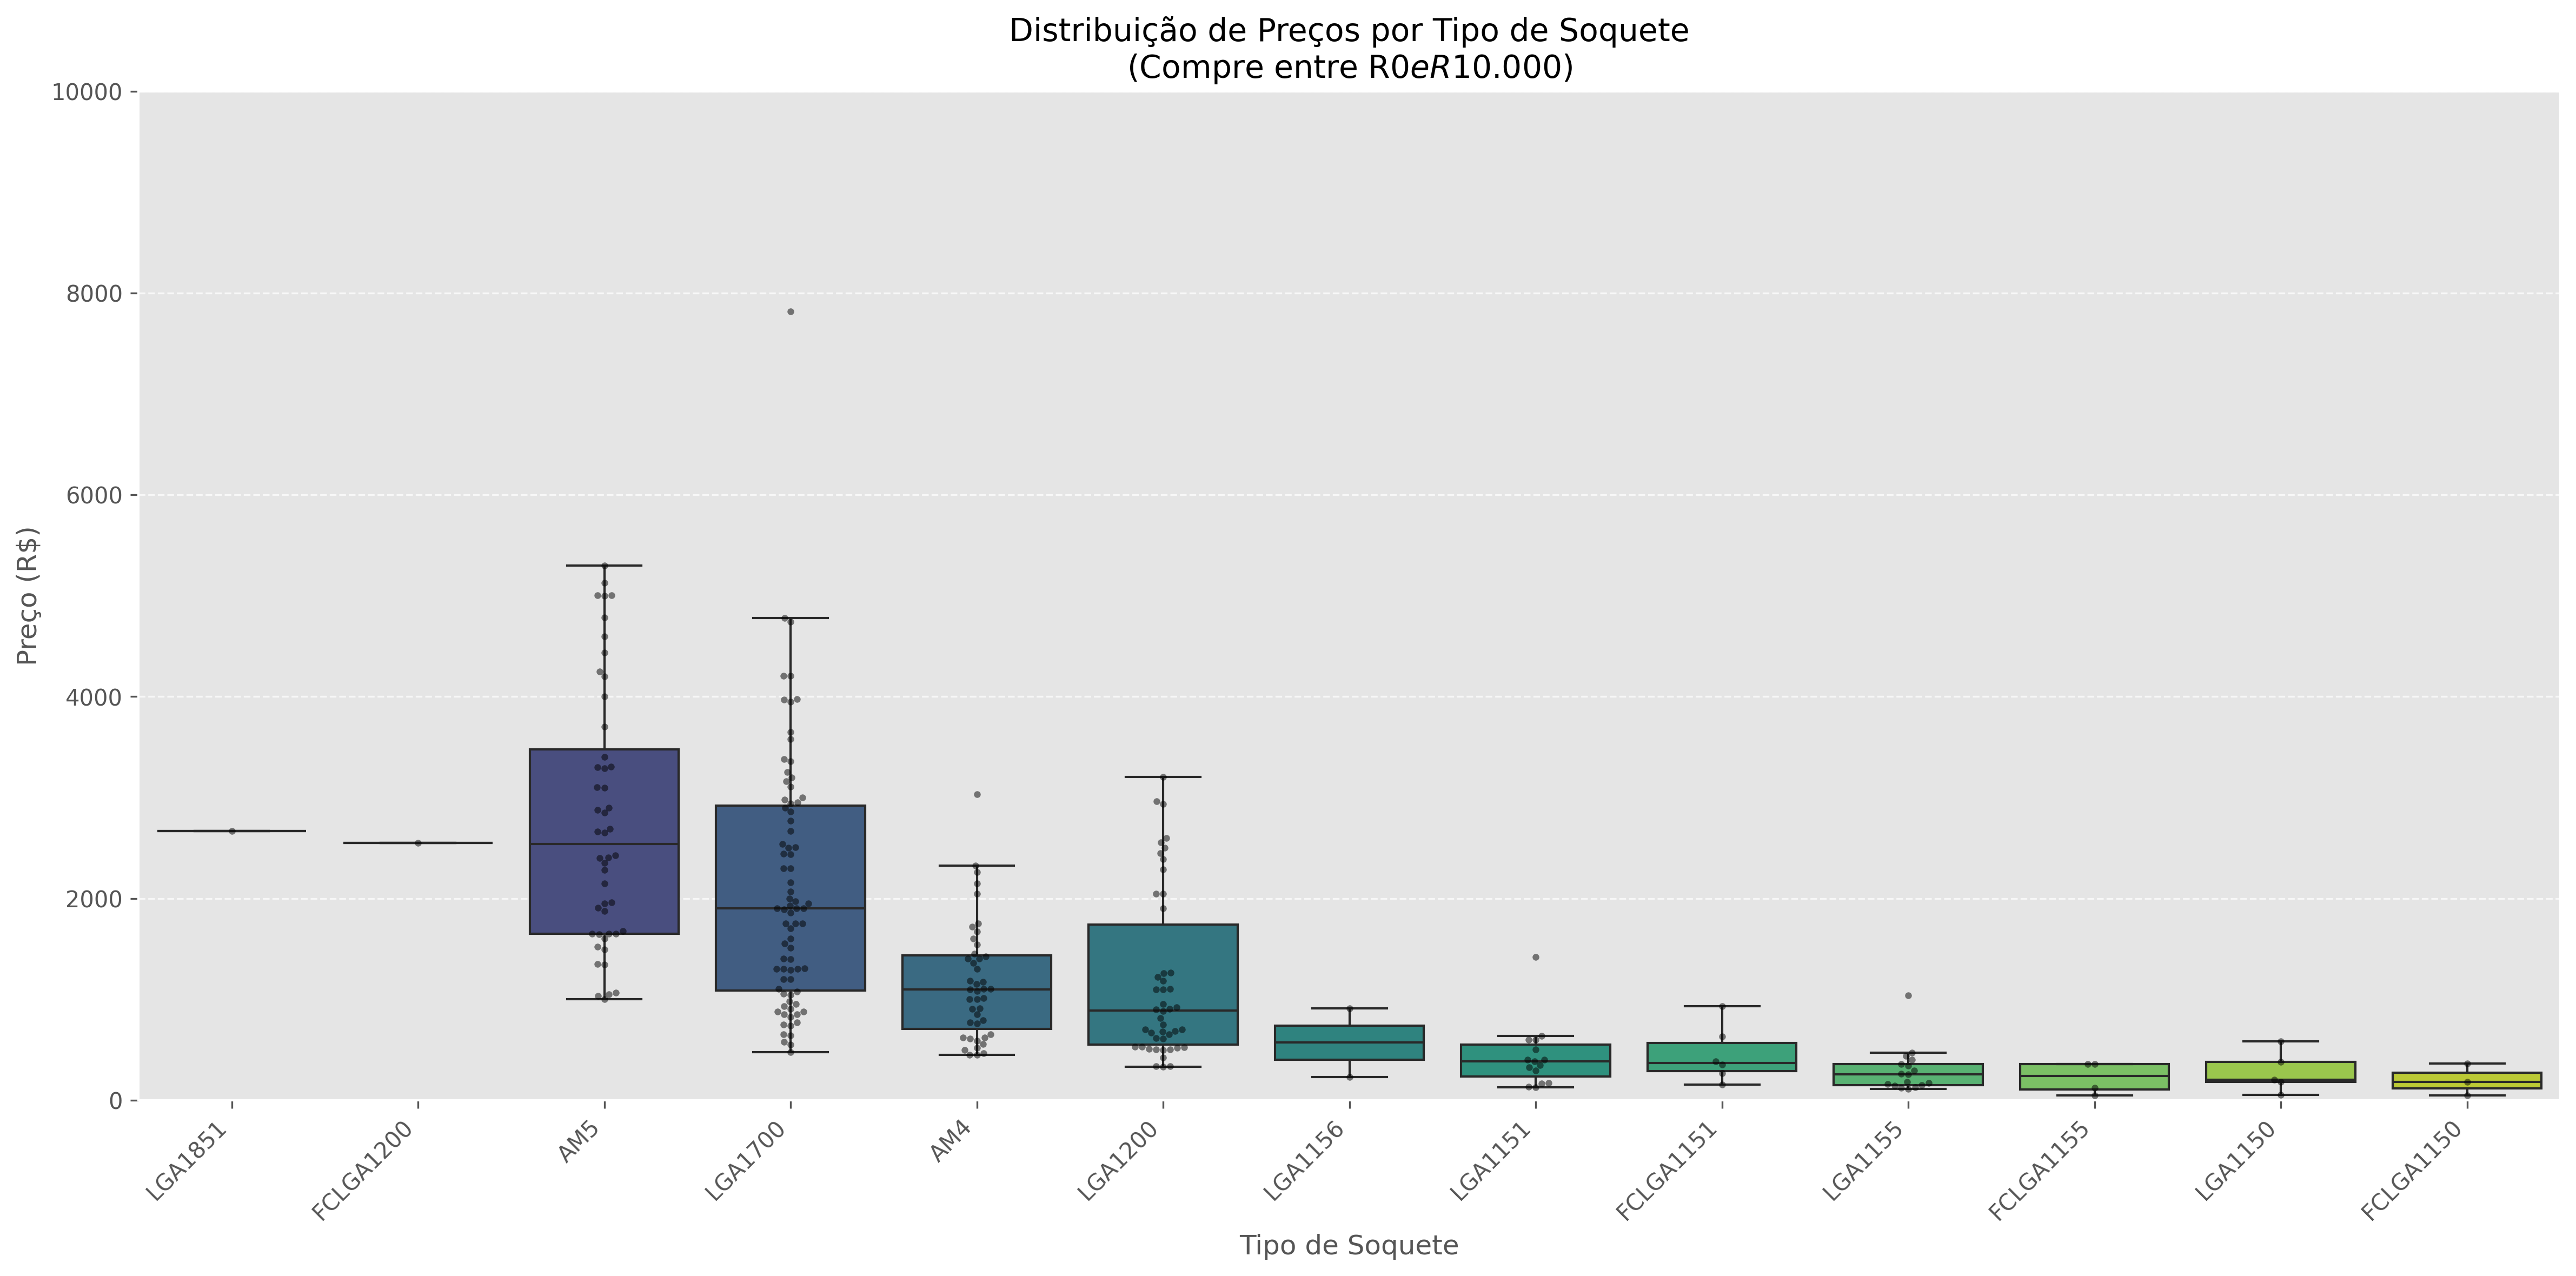 Distribuição de Preços por Tipo de Soquete
(Compre entre R0eR10.000)
10000
8000
6000
4000
2000
0
Preço (R$)
LGA1851
FCLGA1200
AM5
LGA1700
AM4
LGA1200
LGA1156
LGA1151
FCLGA1151
LGA1155
FCLGA1155
LGA1150
FCLGA1150
Tipo de Soquete